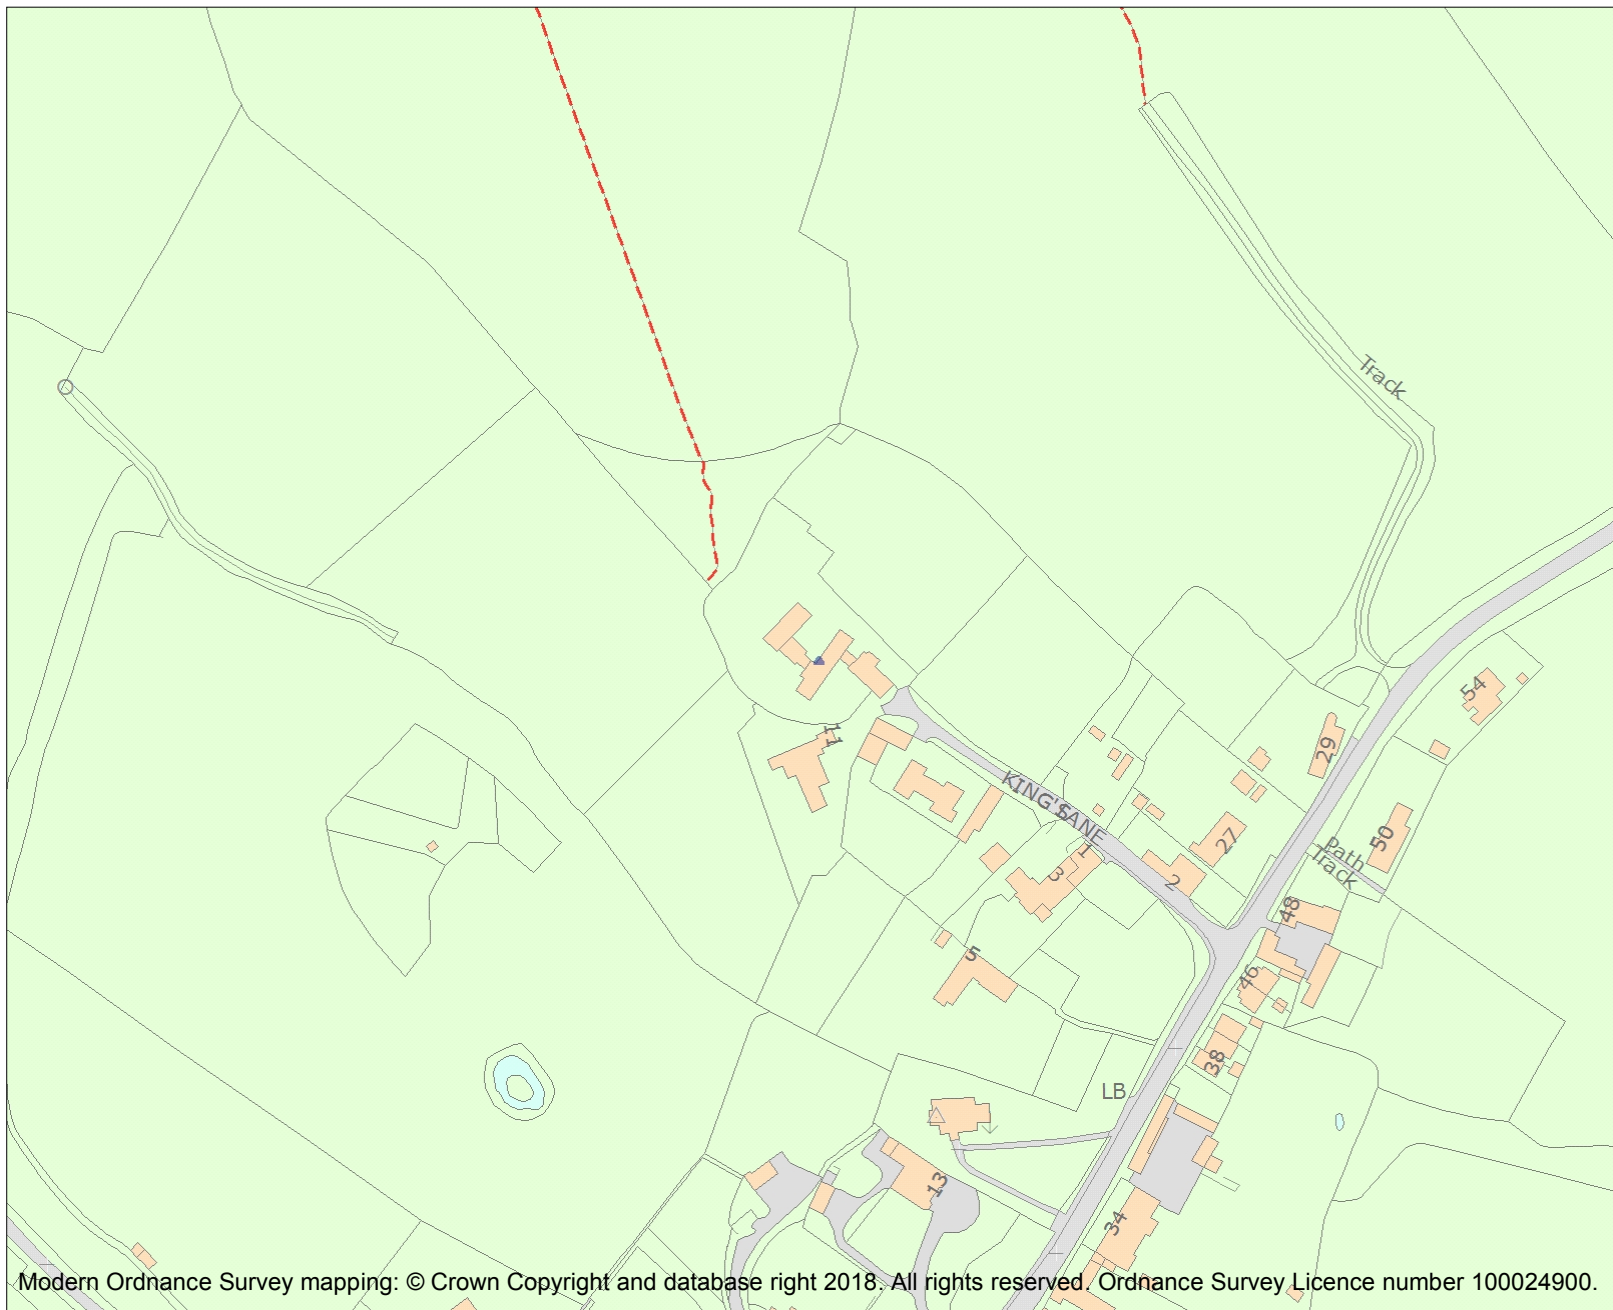 Track
54
29
11
KING'S LANE
50
27
Path
Track
1
3
2
48
5
46
38
LB
13
34
Modern Ordnance Survey mapping: © Crown Copyright and database right 2018. All rights reserved. Ordnance Survey Licence number 100024900.